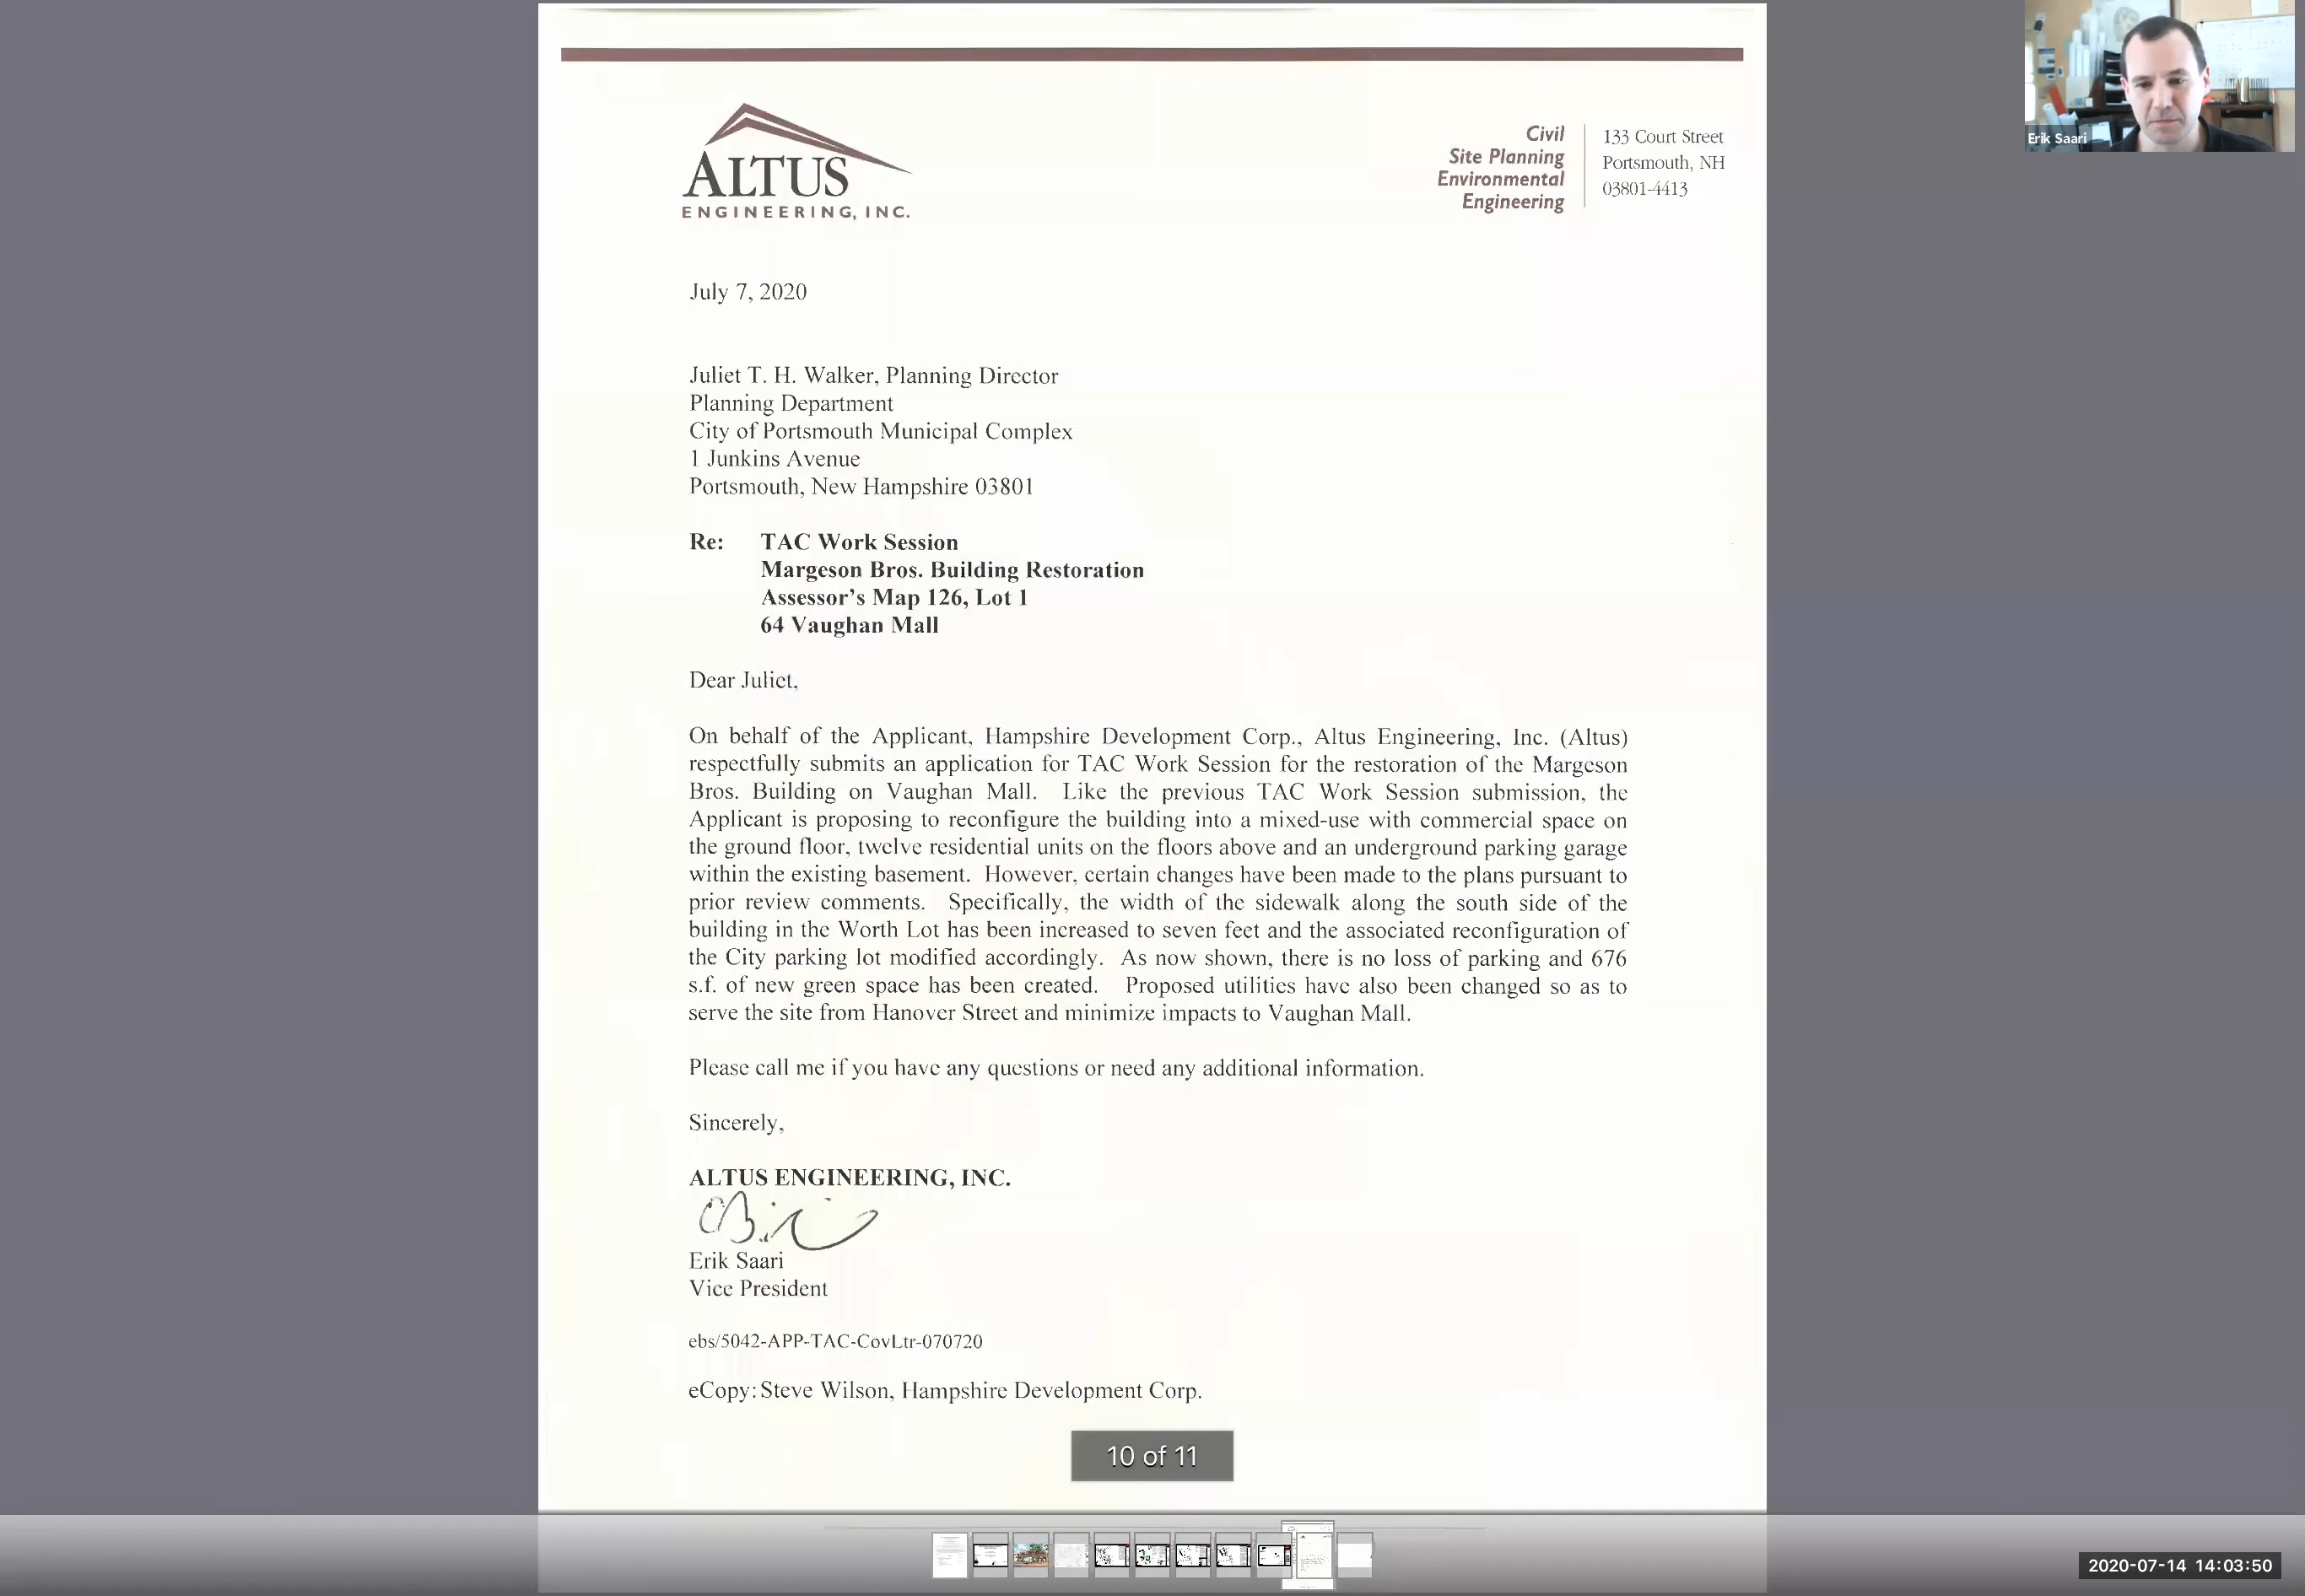 ALTUS
ENGINEERING, INC.
Civil
Site Planning
Environmental
Engineering
133 Court Street
Portsmouth, NH
03801-4413
Erik Saari
July 7, 2020
Juliet T. H. Walker, Planning Director
Planning Department
City of Portsmouth Municipal Complex
1 Junkins Avenue
Portsmouth, New Hampshire 03801
Re: TAC Work Session
Margeson Bros. Building Restoration
Assessor's Map 126, Lot 1
64 Vaughan Mall
Dear Juliet,
On behalf of the Applicant, Hampshire Development Corp., Altus Engineering, Inc. (Altus)
respectfully submits an application for TAC Work Session for the restoration of the Margeson
Bros. Building on Vaughan Mall. Like the previous TAC Work Session submission, the
Applicant is proposing to reconfigure the building into a mixed-use with commercial space on
the ground floor, twelve residential units on the floors above and an underground parking garage
within the existing basement. However, certain changes have been made to the plans pursuant to
prior review comments. Specifically, the width of the sidewalk along the south side of the
building in the Worth Lot has been increased to seven feet and the associated reconfiguration of
the City parking lot modified accordingly. As now shown, there is no loss of parking and 676
s.f. of new green space has been created. Proposed utilities have also been changed so as to
serve the site from Hanover Street and minimize impacts to Vaughan Mall.
Please call me if you have any questions or need any additional information.
Sincerely,
ALTUS ENGINEERING, INC.
Erik Saari
Vice President
ebs/5042-APP-TAC-CovLtr-070720
eCopy: Steve Wilson, Hampshire Development Corp.
10 of 11
2020-07-14 14:03:50